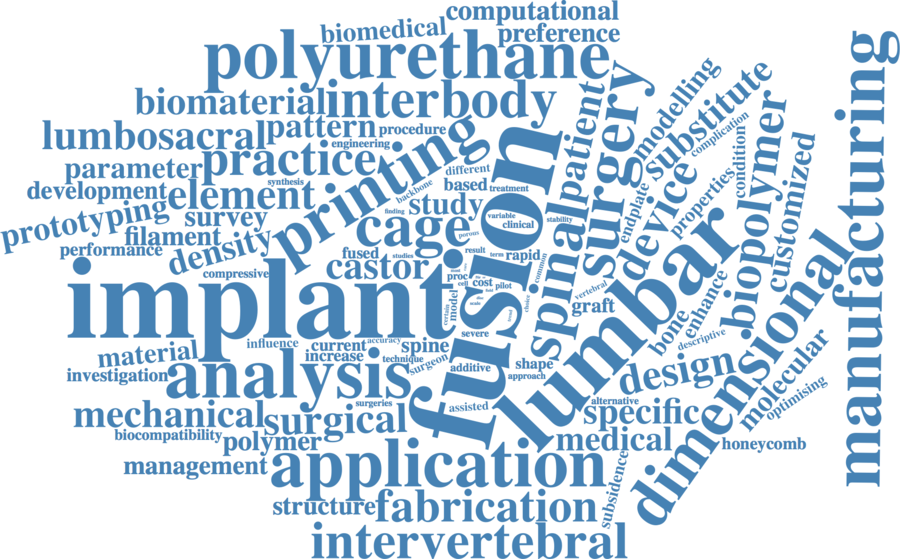 computational
biomedical
preference
polyurethane
biomaterial
interbody
lumbosacral
pattern
procedure
engineering
parameter
practice
printing
synthesis
development
element
backbone
different
based
treatment
prototyping
survey
finding
study
variable
clinical
stability
filament
density
cage
porous
performance
fused
studies
result
term
rapid
compressive
castor
proc
cell
cost
pilot
common
implant
fusion
model
certain
disc
scale
choice
vertebral
graft
influence
current
accuracy
spine
severe
material
increase
technique
surgeon
additive
shape
approach
investigation
analysis
surgeries
assisted
mechanical
surgical
biocompatibility
polymer
management
application
structure
fabrication
intervertebral
spinal
patient
surgery
modelling
substitute
complication
endplate
device
properties
condition
biopolymer
customized
lumbar
bone
enhance
descriptive
design
alternative
specific
medical
subsidence
dimensional
molecular
optimising
honeycomb
manufacturing